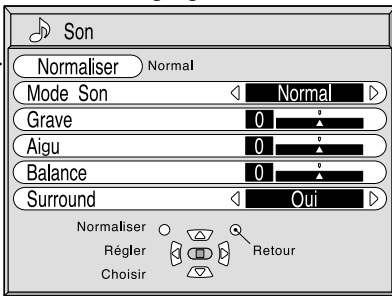 Son
Normaliser Normal
Mode Son Normal
Grave 0
Aigu 0
Balance 0
Surround Oui
Normaliser
Régler Retour
Choisir